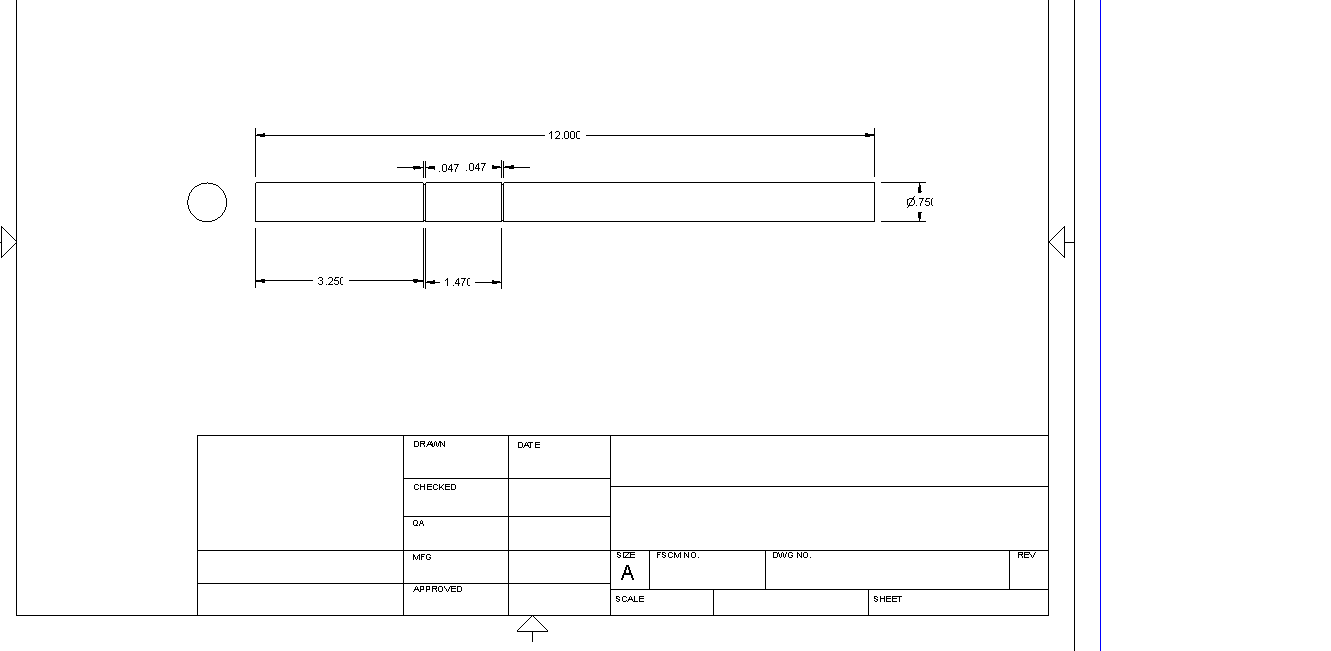 12.000
.047 .047
Ø.750
3.250 1.470
DRAWN DATE
CHECKED
QA
MFG
APPROVED
SIZE FSCM NO. DWG NO. REV
A
SCALE SHEET